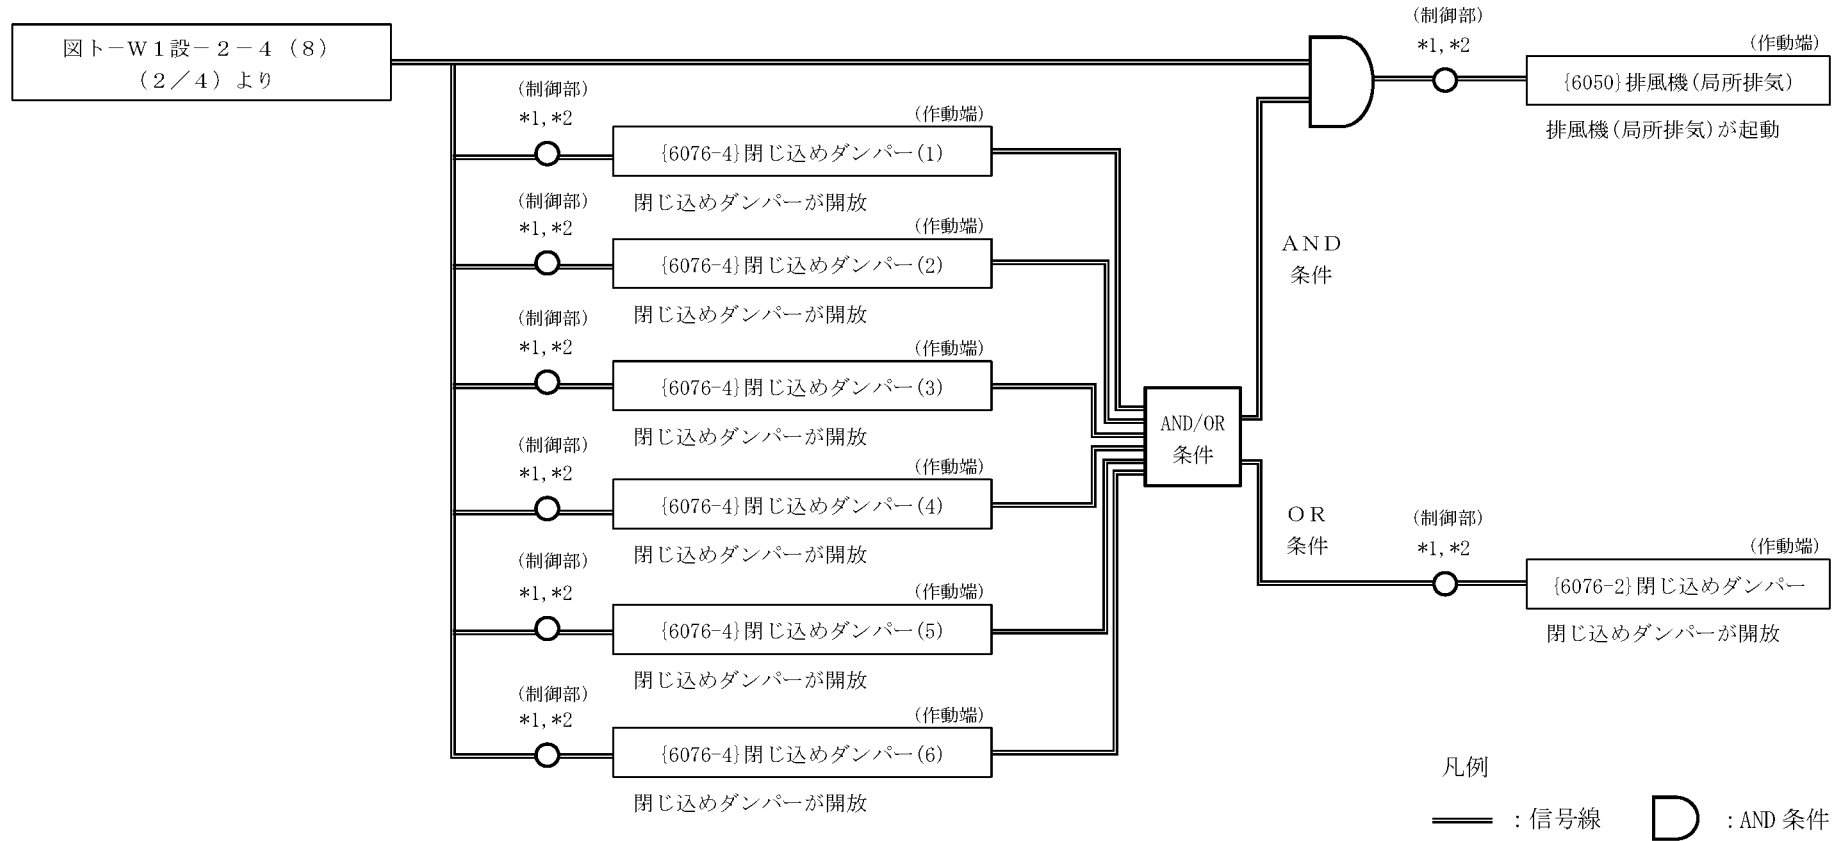 図ト－Ｗ１設－２－４（８）
（２／４）より
(制御部)
*1,*2
(作動端)
{6050}排風機(局所排気)
排風機(局所排気)が起動
(制御部)
*1,*2
(作動端)
{6076-4}閉じ込めダンパー(1)
閉じ込めダンパーが開放
(制御部)
*1,*2
(作動端)
{6076-4}閉じ込めダンパー(2)
閉じ込めダンパーが開放
(制御部)
*1,*2
(作動端)
{6076-4}閉じ込めダンパー(3)
閉じ込めダンパーが開放
(制御部)
*1,*2
(作動端)
{6076-4}閉じ込めダンパー(4)
閉じ込めダンパーが開放
(制御部)
*1,*2
(作動端)
{6076-4}閉じ込めダンパー(5)
閉じ込めダンパーが開放
(制御部)
*1,*2
(作動端)
{6076-4}閉じ込めダンパー(6)
閉じ込めダンパーが開放
AND/OR
条件
ＡＮＤ
条件
ＯＲ
条件
(制御部)
*1,*2
(作動端)
{6076-2}閉じ込めダンパー
閉じ込めダンパーが開放
凡例
：信号線
：AND 条件